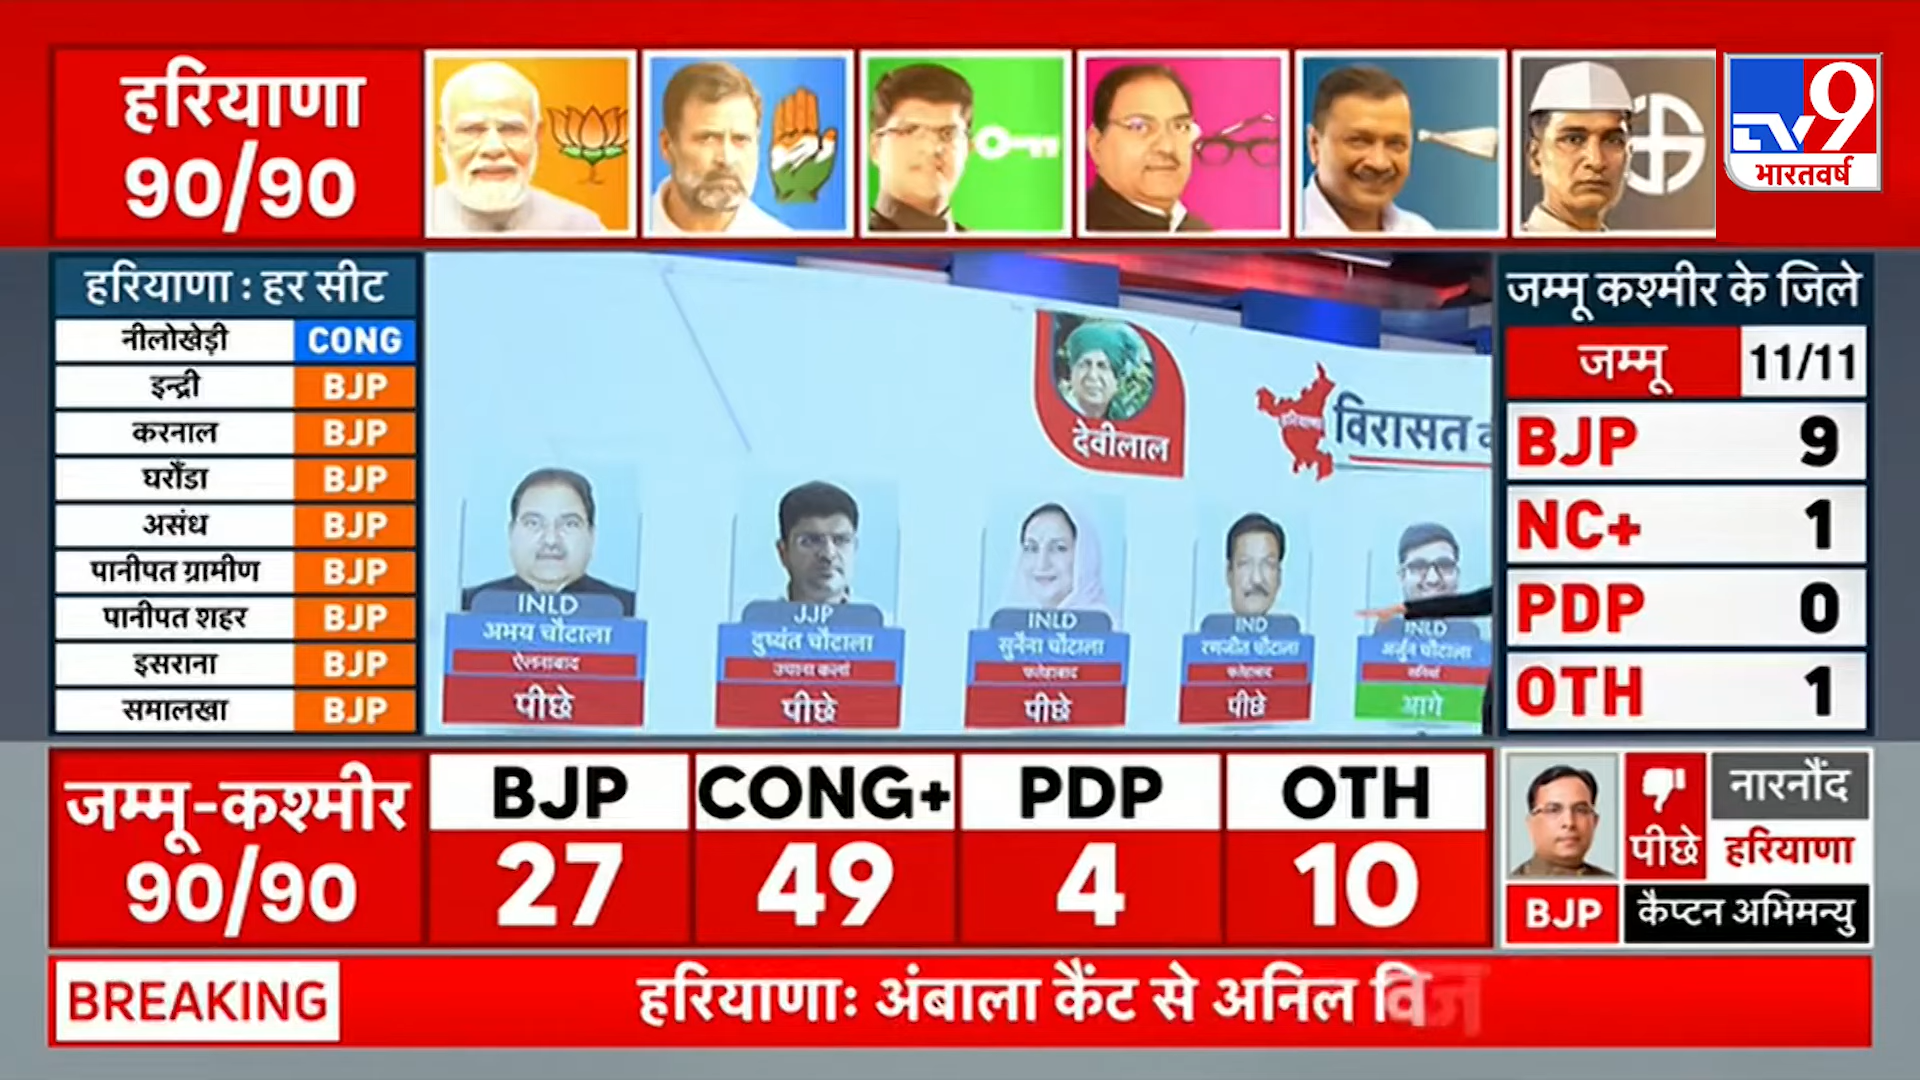 हरियाणा
90/90
TV9
भारतवर्ष
हरियाणा : हर सीट
नीलोखेड़ी CONG
इन्द्री BJP
करनाल BJP
घरौंडा BJP
असंध BJP
पानीपत ग्रामीण BJP
पानीपत शहर BJP
इसराना BJP
समालखा BJP
देवीलाल
हरियाणा
विरासत
INLD
अभय चौटाला
ऐलनाबाद
पीछे
JJP
दुष्यंत चौटाला
उचाना कलां
पीछे
INLD
सुनैना चौटाला
फतेहाबाद
पीछे
IND
रणजीत चौटाला
पीछे
INLD
अर्जुन चौटाला
आगे
जम्मू कश्मीर के जिले
जम्मू 11/11
BJP 9
NC+ 1
PDP 0
OTH 1
जम्मू-कश्मीर
90/90
BJP CONG+ PDP OTH
27 49 4 10
नारनौंद
पीछे हरियाणा
BJP कैप्टन अभिमन्यु
BREAKING हरियाणाः अंबाला कैंट से अनिल विज